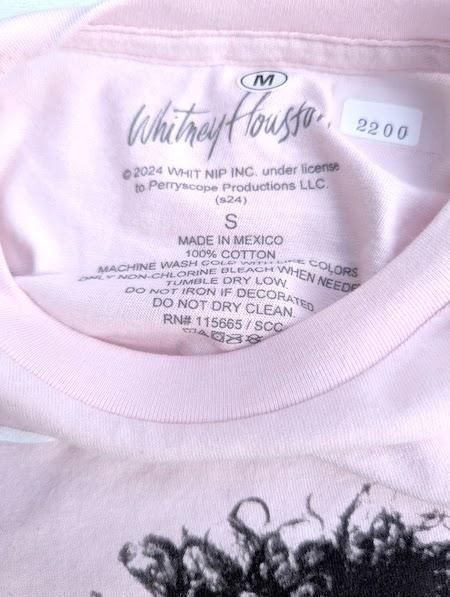 M
Whitney Houston
2200
© 2024 WHIT NIP INC. under license
to Perryscope Productions LLC.
(s24)
S
MADE IN MEXICO
100% COTTON
MACHINE WASH COLD WITH LIKE COLORS
ONLY NON-CHLORINE BLEACH WHEN NEEDE
TUMBLE DRY LOW.
DO NOT IRON IF DECORATED
DO NOT DRY CLEAN.
RN# 115665 / SCC